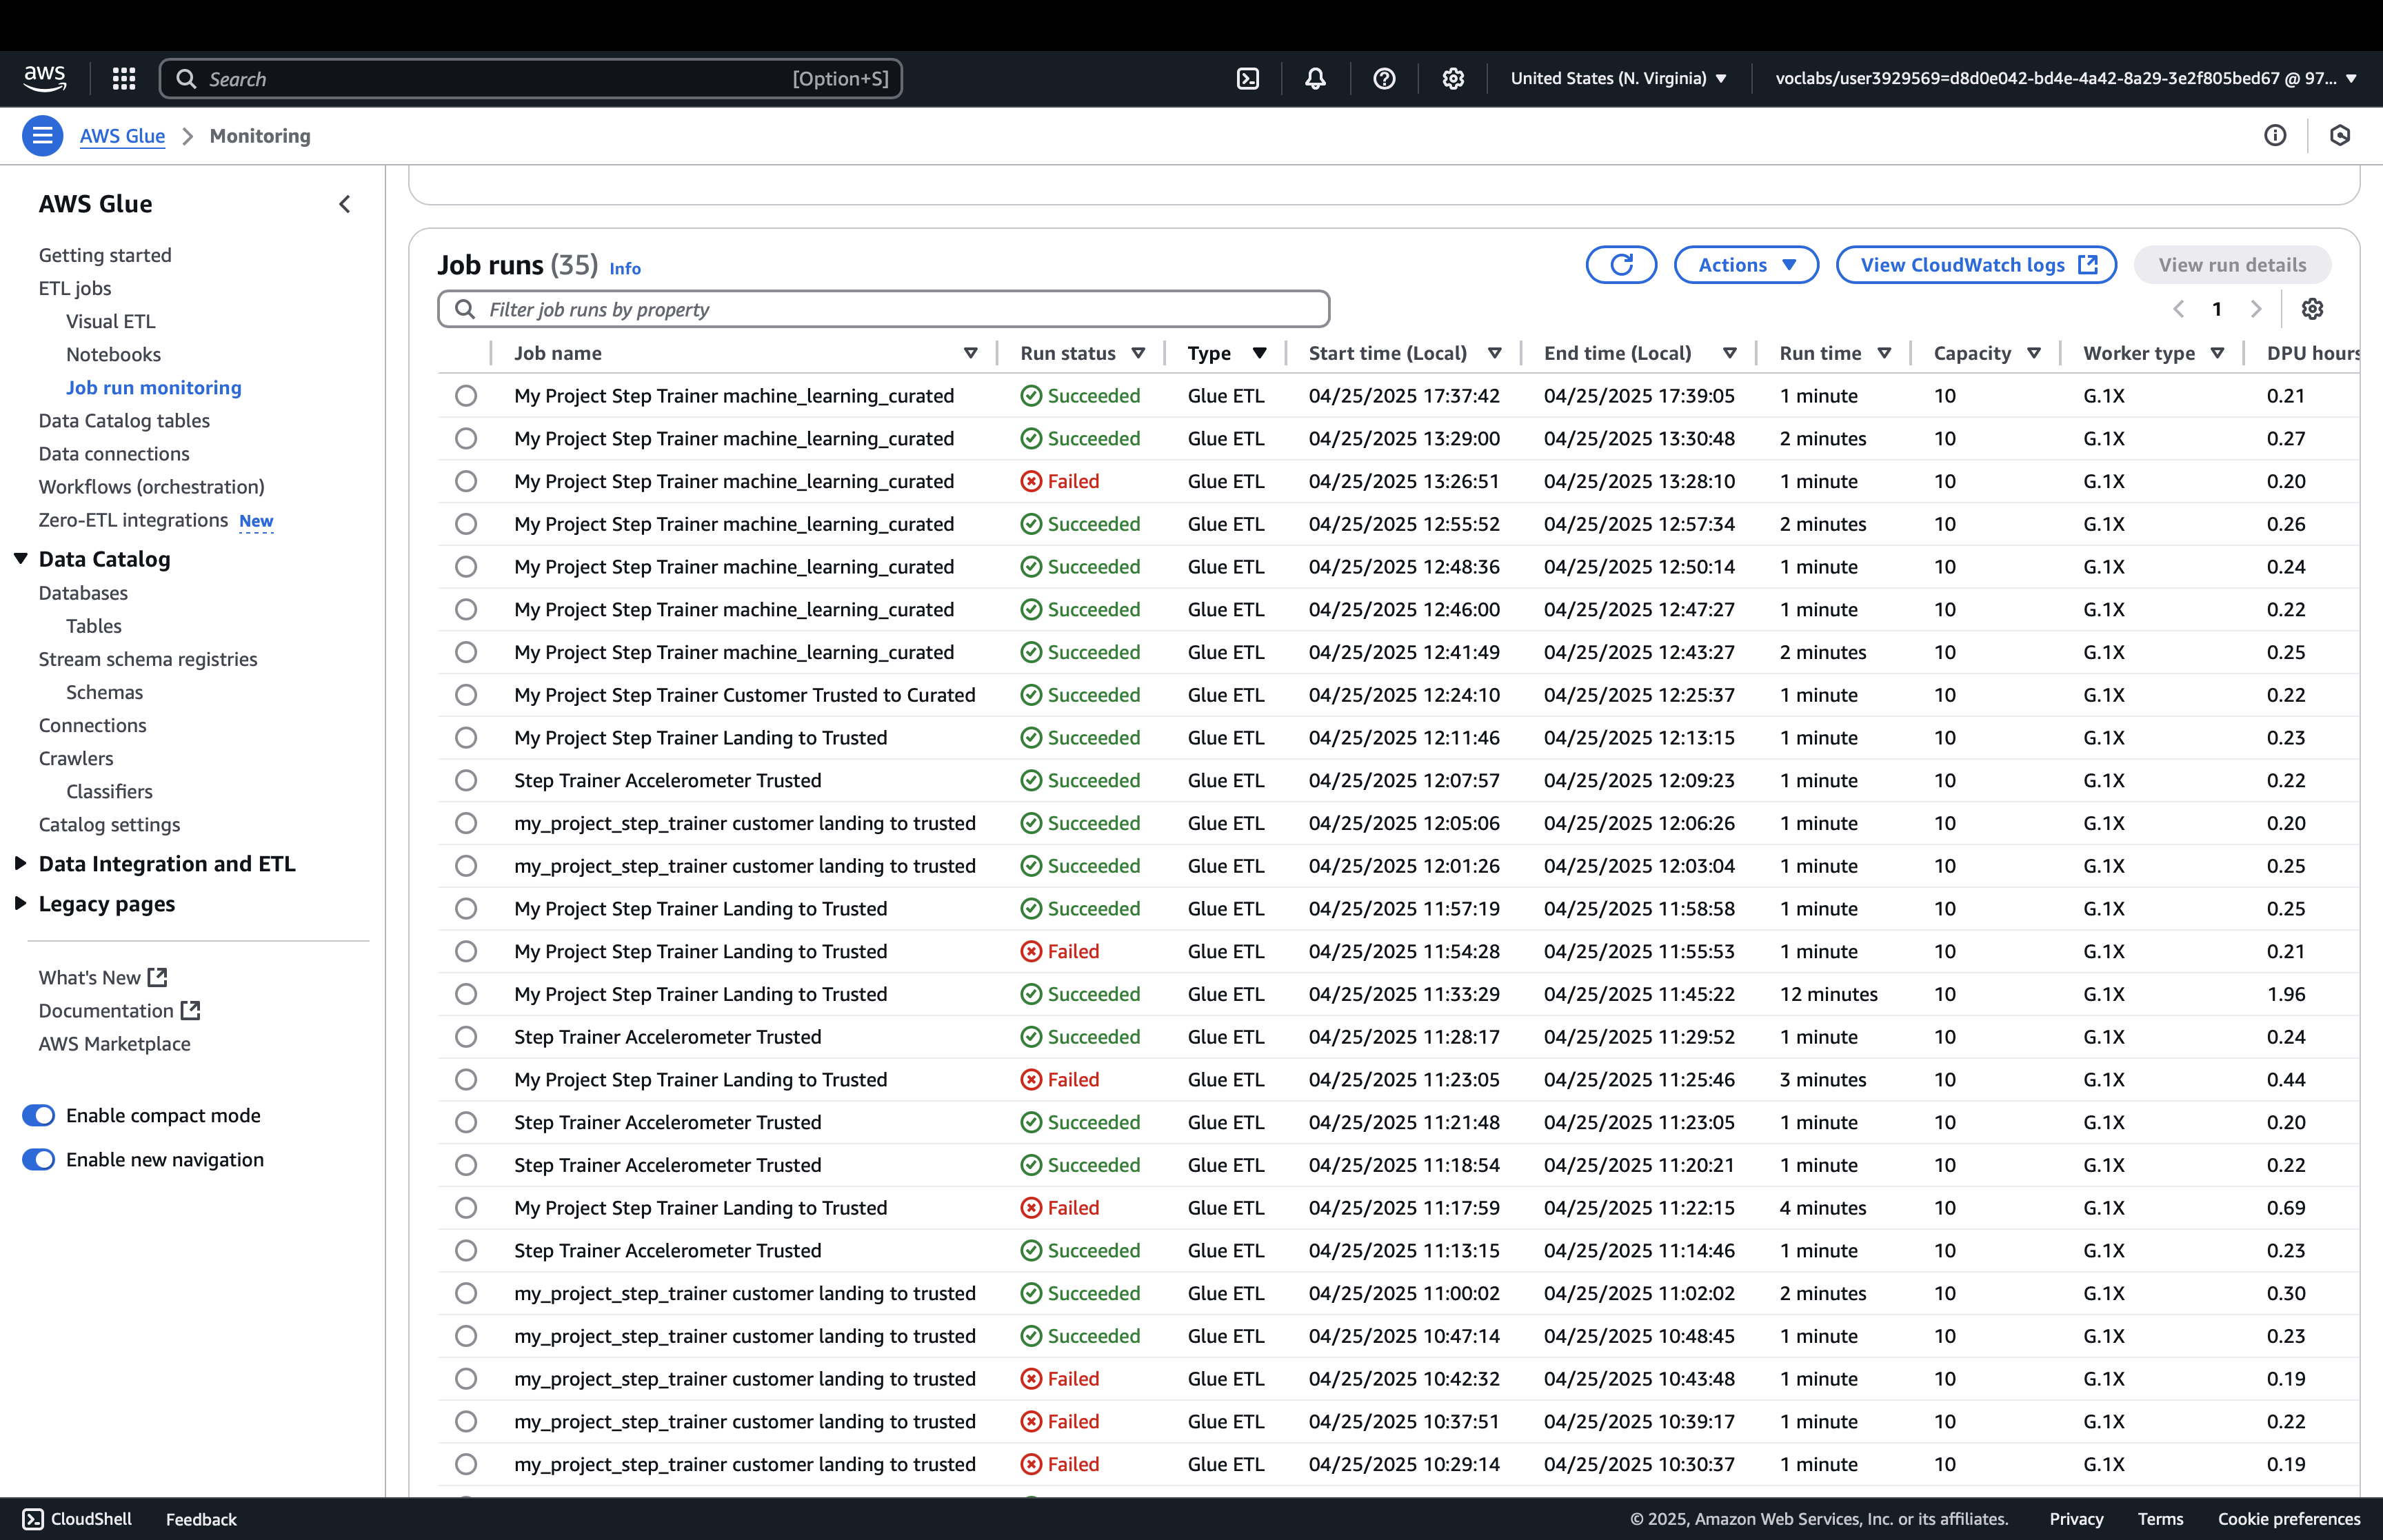 aws Search [Option+S] United States (N. Virginia) voclabs/user3929569=d8d0e042-bd4e-4a42-8a29-3e2f805bed67 @ 97...
AWS Glue Monitoring
AWS Glue
Getting started
ETL jobs
Visual ETL
Notebooks
Job run monitoring
Data Catalog tables
Data connections
Workflows (orchestration)
Zero-ETL integrations New
Data Catalog
Databases
Tables
Stream schema registries
Schemas
Connections
Crawlers
Classifiers
Catalog settings
Data Integration and ETL
Legacy pages
What's New
Documentation
AWS Marketplace
Enable compact mode
Enable new navigation
Job runs (35) Info Actions View CloudWatch logs View run details
Filter job runs by property 1
Job name Run status Type Start time (Local) End time (Local) Run time Capacity Worker type DPU hours
My Project Step Trainer machine_learning_curated Succeeded Glue ETL 04/25/2025 17:37:42 04/25/2025 17:39:05 1 minute 10 G.1X 0.21
My Project Step Trainer machine_learning_curated Succeeded Glue ETL 04/25/2025 13:29:00 04/25/2025 13:30:48 2 minutes 10 G.1X 0.27
My Project Step Trainer machine_learning_curated Failed Glue ETL 04/25/2025 13:26:51 04/25/2025 13:28:10 1 minute 10 G.1X 0.20
My Project Step Trainer machine_learning_curated Succeeded Glue ETL 04/25/2025 12:55:52 04/25/2025 12:57:34 2 minutes 10 G.1X 0.26
My Project Step Trainer machine_learning_curated Succeeded Glue ETL 04/25/2025 12:48:36 04/25/2025 12:50:14 1 minute 10 G.1X 0.24
My Project Step Trainer machine_learning_curated Succeeded Glue ETL 04/25/2025 12:46:00 04/25/2025 12:47:27 1 minute 10 G.1X 0.22
My Project Step Trainer machine_learning_curated Succeeded Glue ETL 04/25/2025 12:41:49 04/25/2025 12:43:27 2 minutes 10 G.1X 0.25
My Project Step Trainer Customer Trusted to Curated Succeeded Glue ETL 04/25/2025 12:24:10 04/25/2025 12:25:37 1 minute 10 G.1X 0.22
My Project Step Trainer Landing to Trusted Succeeded Glue ETL 04/25/2025 12:11:46 04/25/2025 12:13:15 1 minute 10 G.1X 0.23
Step Trainer Accelerometer Trusted Succeeded Glue ETL 04/25/2025 12:07:57 04/25/2025 12:09:23 1 minute 10 G.1X 0.22
my_project_step_trainer customer landing to trusted Succeeded Glue ETL 04/25/2025 12:05:06 04/25/2025 12:06:26 1 minute 10 G.1X 0.20
my_project_step_trainer customer landing to trusted Succeeded Glue ETL 04/25/2025 12:01:26 04/25/2025 12:03:04 1 minute 10 G.1X 0.25
My Project Step Trainer Landing to Trusted Succeeded Glue ETL 04/25/2025 11:57:19 04/25/2025 11:58:58 1 minute 10 G.1X 0.25
My Project Step Trainer Landing to Trusted Failed Glue ETL 04/25/2025 11:54:28 04/25/2025 11:55:53 1 minute 10 G.1X 0.21
My Project Step Trainer Landing to Trusted Succeeded Glue ETL 04/25/2025 11:33:29 04/25/2025 11:45:22 12 minutes 10 G.1X 1.96
Step Trainer Accelerometer Trusted Succeeded Glue ETL 04/25/2025 11:28:17 04/25/2025 11:29:52 1 minute 10 G.1X 0.24
My Project Step Trainer Landing to Trusted Failed Glue ETL 04/25/2025 11:23:05 04/25/2025 11:25:46 3 minutes 10 G.1X 0.44
Step Trainer Accelerometer Trusted Succeeded Glue ETL 04/25/2025 11:21:48 04/25/2025 11:23:05 1 minute 10 G.1X 0.20
Step Trainer Accelerometer Trusted Succeeded Glue ETL 04/25/2025 11:18:54 04/25/2025 11:20:21 1 minute 10 G.1X 0.22
My Project Step Trainer Landing to Trusted Failed Glue ETL 04/25/2025 11:17:59 04/25/2025 11:22:15 4 minutes 10 G.1X 0.69
Step Trainer Accelerometer Trusted Succeeded Glue ETL 04/25/2025 11:13:15 04/25/2025 11:14:46 1 minute 10 G.1X 0.23
my_project_step_trainer customer landing to trusted Succeeded Glue ETL 04/25/2025 11:00:02 04/25/2025 11:02:02 2 minutes 10 G.1X 0.30
my_project_step_trainer customer landing to trusted Succeeded Glue ETL 04/25/2025 10:47:14 04/25/2025 10:48:45 1 minute 10 G.1X 0.23
my_project_step_trainer customer landing to trusted Failed Glue ETL 04/25/2025 10:42:32 04/25/2025 10:43:48 1 minute 10 G.1X 0.19
my_project_step_trainer customer landing to trusted Failed Glue ETL 04/25/2025 10:37:51 04/25/2025 10:39:17 1 minute 10 G.1X 0.22
my_project_step_trainer customer landing to trusted Failed Glue ETL 04/25/2025 10:29:14 04/25/2025 10:30:37 1 minute 10 G.1X 0.19
CloudShell Feedback © 2025, Amazon Web Services, Inc. or its affiliates. Privacy Terms Cookie preferences